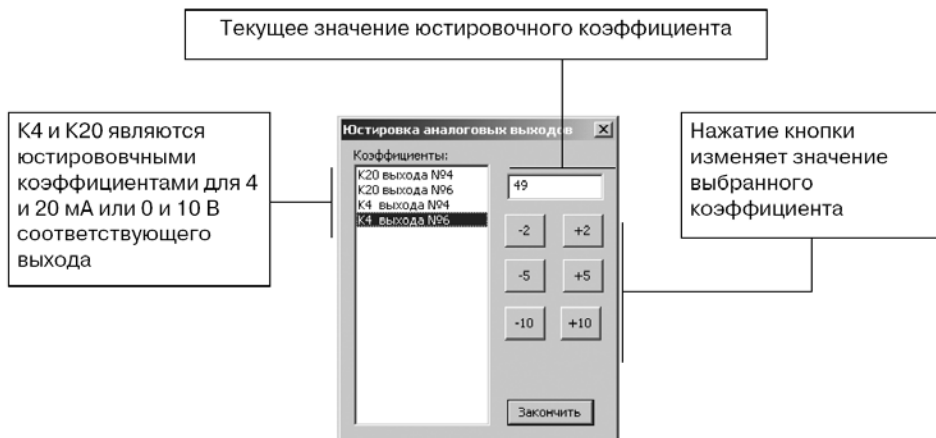 Текущее значение юстировочного коэффициента
К4 и К20 являются
юстирововчными
коэффициентами для 4
и 20 мА или 0 и 10 В
соответствующего
выхода
Юстировка аналоговых выходов
Коэффициенты:
К20 выхода №4
К20 выхода №6
К4 выхода №4
К4 выхода №6
49
-2 +2
-5 +5
-10 +10
Закончить
Нажатие кнопки
изменяет значение
выбранного
коэффициента